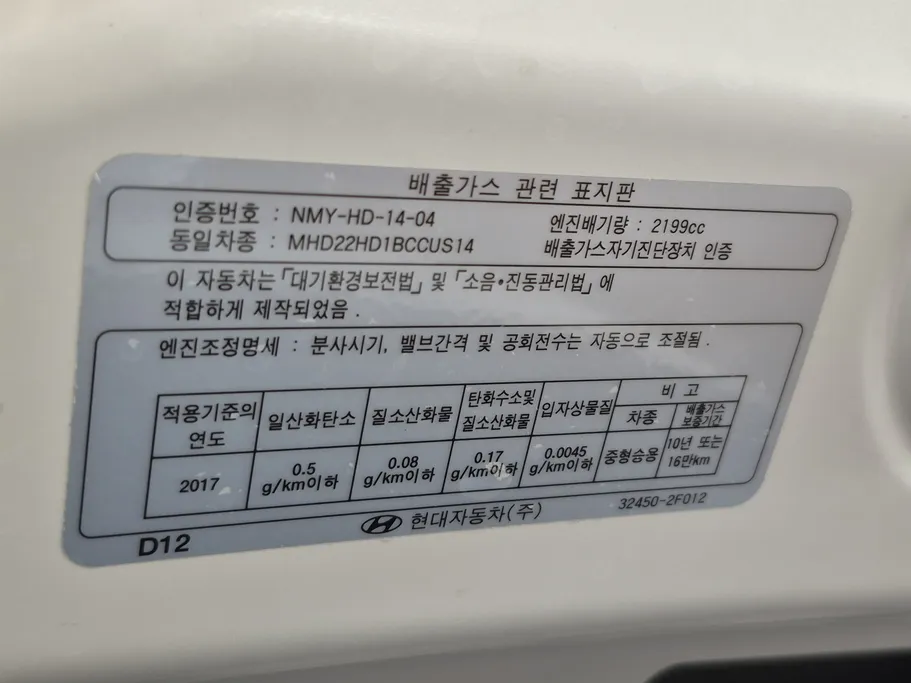 배출가스 관련 표지판
인증번호 : NMY-HD-14-04
엔진배기량 : 2199cc
동일차종 : MHD22HD1BCCUS14
배출가스자기진단장치 인증
이 자동차는「대기환경보전법」및「소음•진동관리법」에
적합하게 제작되었음 .
엔진조정명세 : 분사시기, 밸브간격 및 공회전수는 자동으로 조절됨 .
적용기준의
연도
일산화탄소
질소산화물
탄화수소및
질소산화물
입자상물질
비 고
차종
배출가스
보증기간
2017
0.5
g/km이하
0.08
g/km이하
0.17
g/km이하
0.0045
g/km이하
중형승용
10년 또는
16만km
D12
현대자동차(주)
32450-2F012